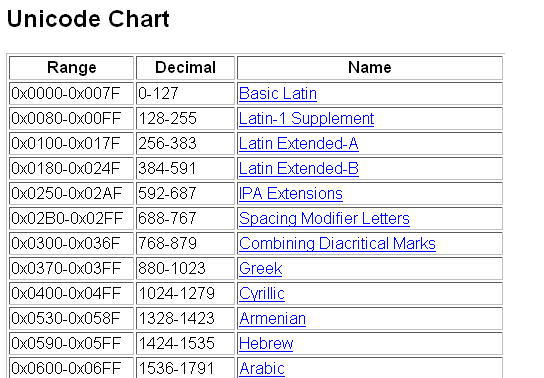 Unicode Chart
Range Decimal Name
0x0000-0x007F 0-127 Basic Latin
0x0080-0x00FF 128-255 Latin-1 Supplement
0x0100-0x017F 256-383 Latin Extended-A
0x0180-0x024F 384-591 Latin Extended-B
0x0250-0x02AF 592-687 IPA Extensions
0x02B0-0x02FF 688-767 Spacing Modifier Letters
0x0300-0x036F 768-879 Combining Diacritical Marks
0x0370-0x03FF 880-1023 Greek
0x0400-0x04FF 1024-1279 Cyrillic
0x0530-0x058F 1328-1423 Armenian
0x0590-0x05FF 1424-1535 Hebrew
0x0600-0x06FF 1536-1791 Arabic